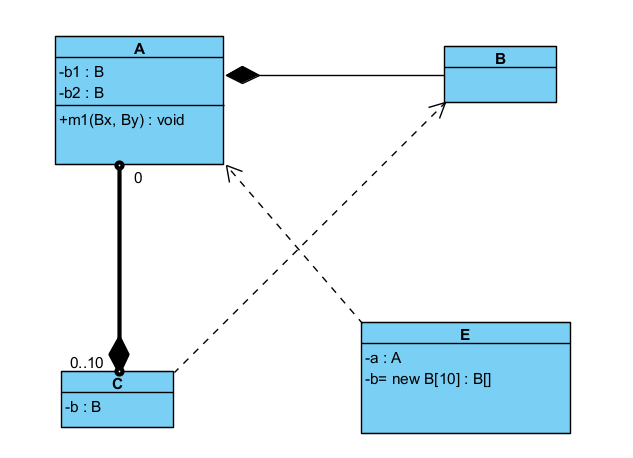 A
-b1 : B
-b2 : B
+m1(Bx, By) : void
B
0
0..10
C
-b : B
E
-a : A
-b= new B[10] : B[]